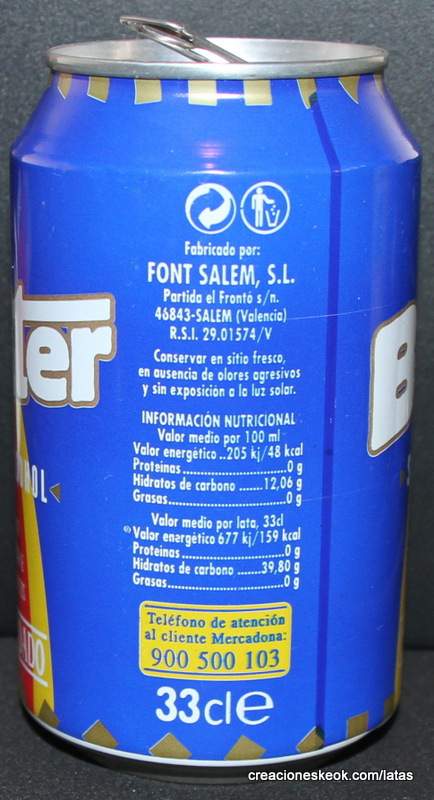 ter
Fabricado por:
FONT SALEM, S.L.
Partida el Frontó s/n.
46843-SALEM (Valencia)
R.S.I. 29.01574/V
Conservar en sitio fresco,
en ausencia de olores agresivos
y sin exposición a la luz solar.
INFORMACIÓN NUTRICIONAL
Valor medio por 100 ml
Valor energético..205 kj/48 kcal
Proteínas............................0 g
Hidratos de carbono .......12,06 g
Grasas................................0 g
Valor medio por lata, 33cl
Valor energético 677 kj/159 kcal
Proteínas............................0 g
Hidratos de carbono .......39,80 g
Grasas................................0 g
Teléfono de atención
al cliente Mercadona:
900 500 103
33cl e
creacioneskeok.com/latas